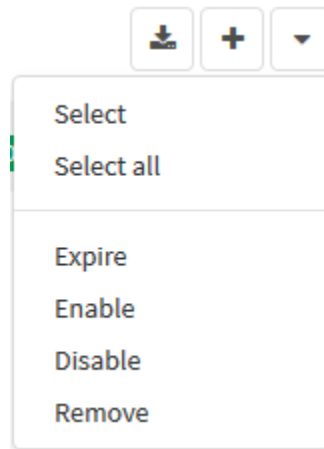 Select
Select all
Expire
Enable
Disable
Remove